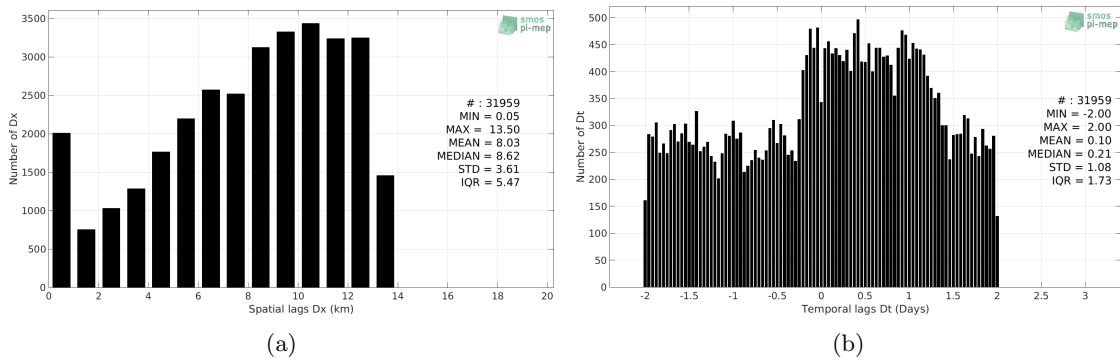 3500
3000
2500
2000
1500
1000
500
0
Number of Dx
0 2 4 6 8 10 12 14 16 18 20
Spatial lags Dx (km)
smos
pi-mep
# : 31959
MIN = 0.05
MAX = 13.50
MEAN = 8.03
MEDIAN = 8.62
STD = 3.61
IQR = 5.47
(a)
500
450
400
350
300
250
200
150
100
50
0
Number of Dt
-2 -1.5 -1 -0.5 0 0.5 1 1.5 2 2.5 3
Temporal lags Dt (Days)
smos
pi-mep
# : 31959
MIN = -2.00
MAX = 2.00
MEAN = 0.10
MEDIAN = 0.21
STD = 1.08
IQR = 1.73
(b)